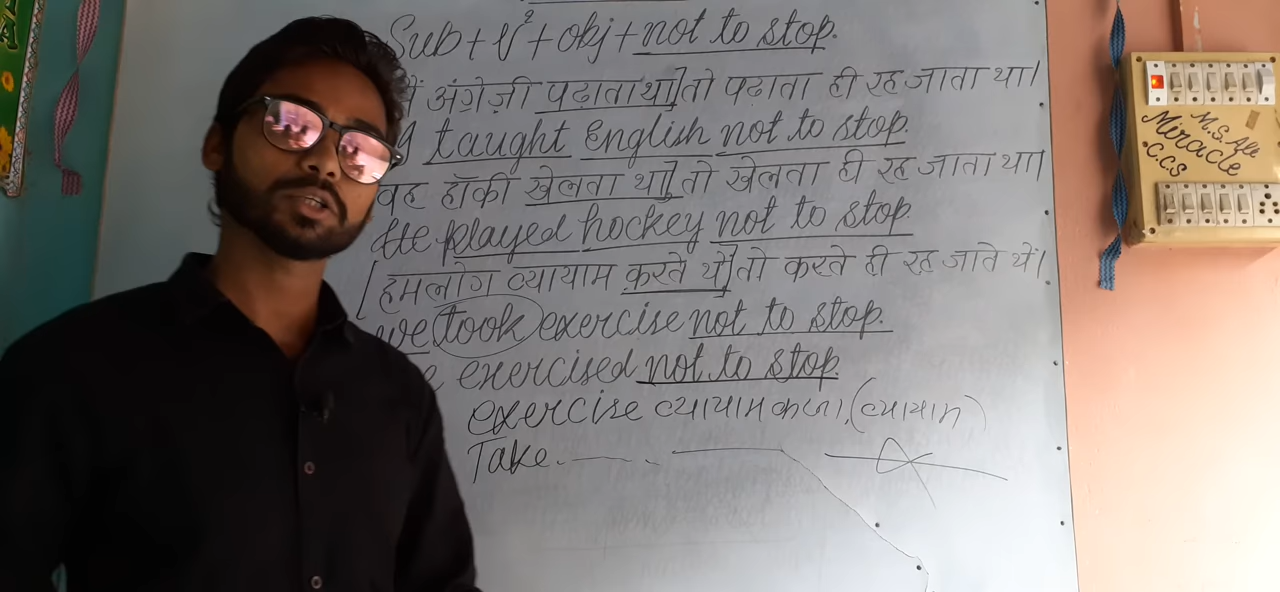 Sub + V² + obj + not to stop.
मैं अंग्रेज़ी पढ़ाता था] तो पढ़ाता ही रह जाता था।
I taught English not to stop.
वह हॉकी खेलता था] तो खेलता ही रह जाता था।
He played hockey not to stop
[हमलोग व्यायाम करते थे] तो करते ही रह जाते थें।
we took exercise not to stop.
exercised not to stop.
exercise व्यायाम करना, (व्यायाम)
Take
M.S. Ali
Miracle
C.C.S